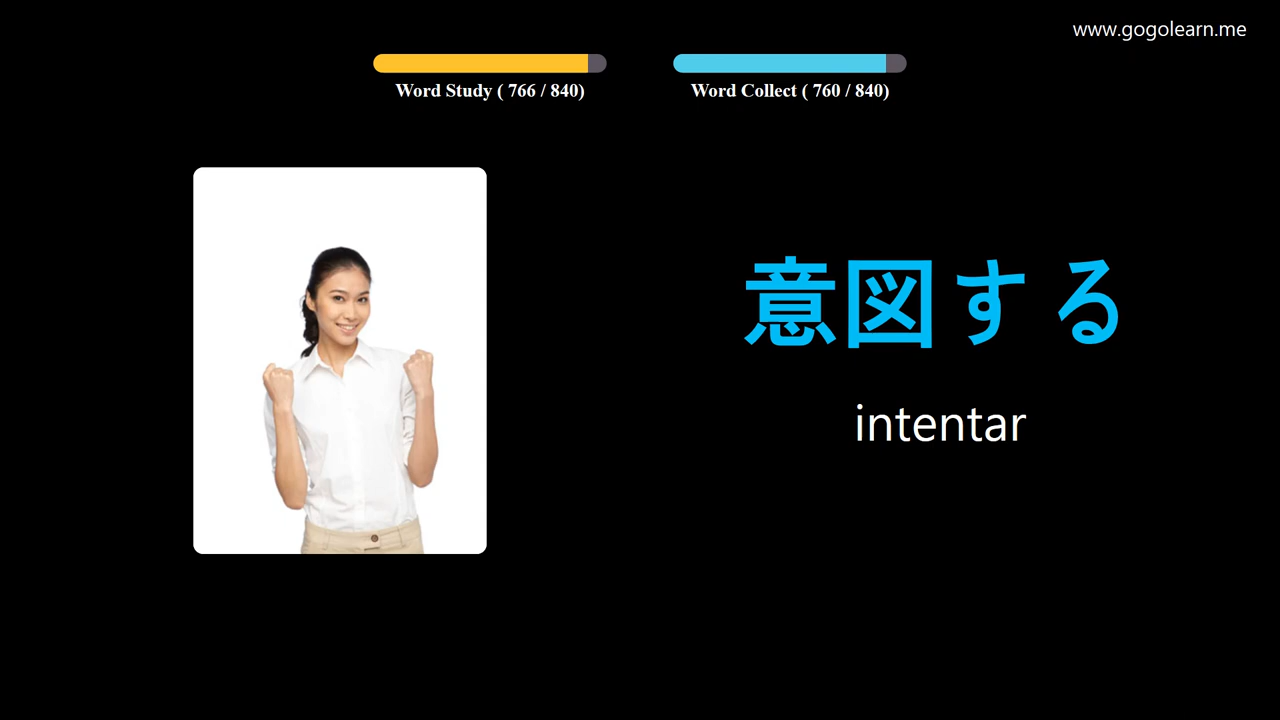 www.gogolearn.me
Word Study ( 766 / 840)
Word Collect ( 760 / 840)
意図する
intentar